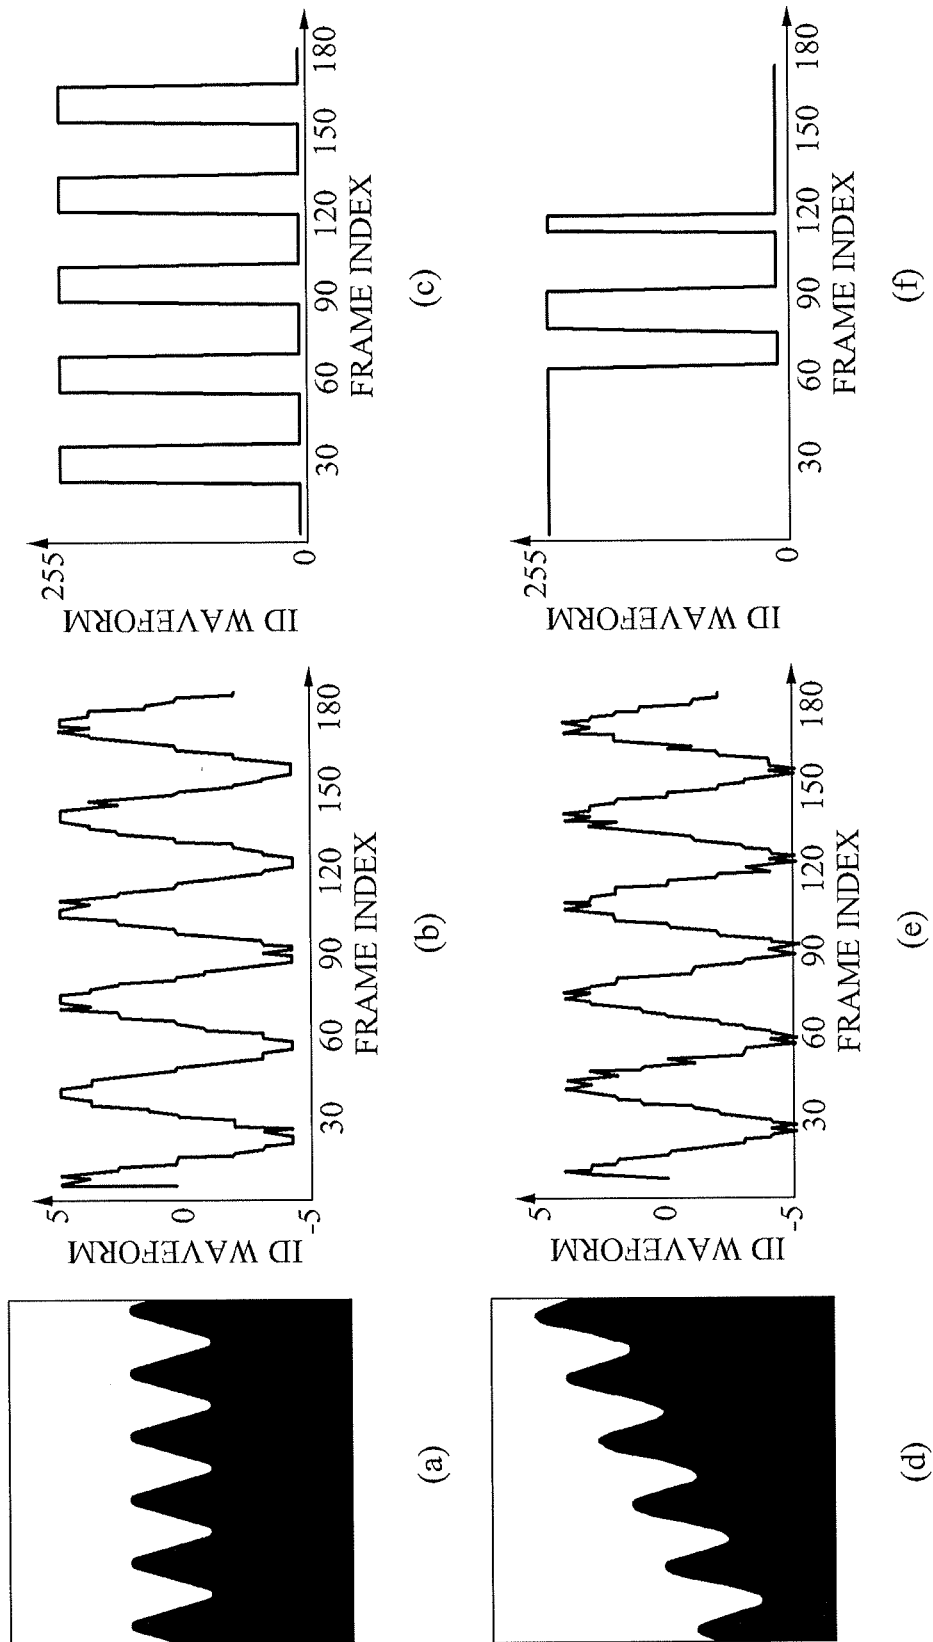 ID WAVEFORM
5
0
-5
30
60
90
120
150
180
FRAME INDEX
ID WAVEFORM
255
0
30
60
90
120
150
180
FRAME INDEX
(a)
(b)
(c)
ID WAVEFORM
5
0
-5
30
60
90
120
150
180
FRAME INDEX
ID WAVEFORM
255
0
30
60
90
120
150
180
FRAME INDEX
(d)
(e)
(f)